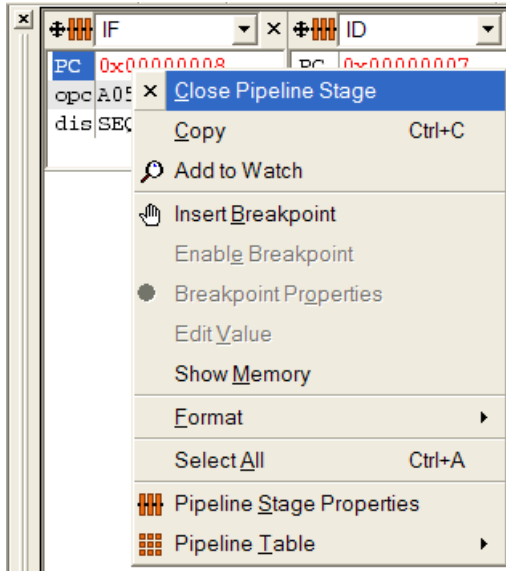 IF
ID
PC 0x00000008
PC 0x00000007
opc A05
dis SEQ
Close Pipeline Stage
Copy Ctrl+C
Add to Watch
Insert Breakpoint
Enable Breakpoint
Breakpoint Properties
Edit Value
Show Memory
Format
Select All Ctrl+A
Pipeline Stage Properties
Pipeline Table